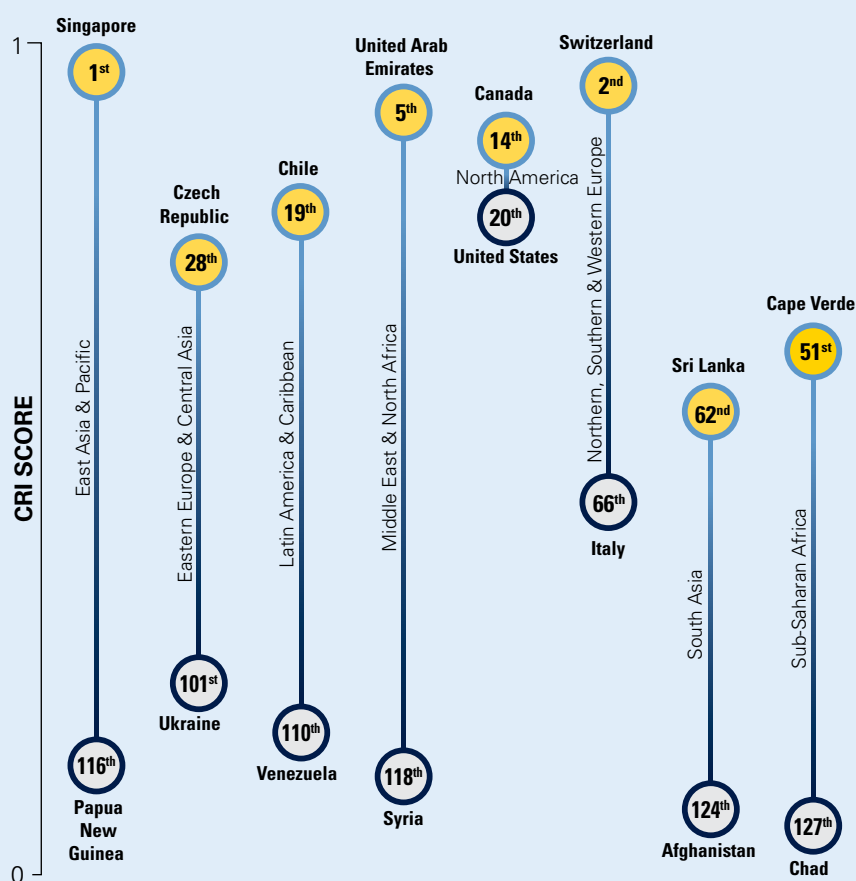 CRI SCORE
1
0
Singapore
1st
East Asia & Pacific
116th
Papua
New
Guinea
Czech
Republic
28th
Eastern Europe & Central Asia
101st
Ukraine
Chile
19th
Latin America & Caribbean
110th
Venezuela
United Arab
Emirates
5th
Middle East & North Africa
118th
Syria
Canada
14th
North America
20th
United States
Switzerland
2nd
Northern, Southern & Western Europe
66th
Italy
Sri Lanka
62nd
South Asia
124th
Afghanistan
Cape Verde
51st
Sub-Saharan Africa
127th
Chad